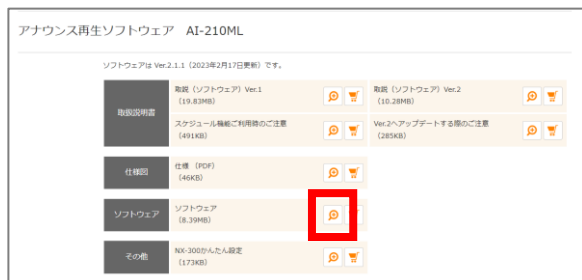 アナウンス再生ソフトウェア　AI-210ML
ソフトウェアは Ver.2.1.1（2023年2月17日更新）です。
取扱説明書
取説（ソフトウェア）Ver.1
（19.83MB）
取説（ソフトウェア）Ver.2
（10.28MB）
スケジュール機能ご利用時のご注意
（491KB）
Ver.2へアップデートする際のご注意
（285KB）
仕様図
仕様（PDF）
（46KB）
ソフトウェア
ソフトウェア
（8.39MB）
その他
NX-300かんたん設定
（173KB）